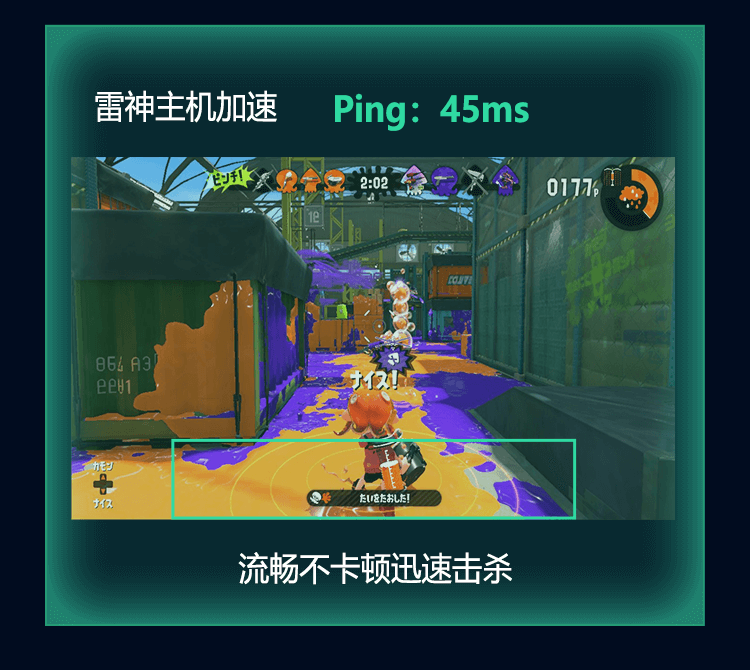 雷神主机加速
Ping：45ms
ピンチ!
2:02
0177p
ナイス!
カモン
ナイス
たいをたおした!
流畅不卡顿迅速击杀